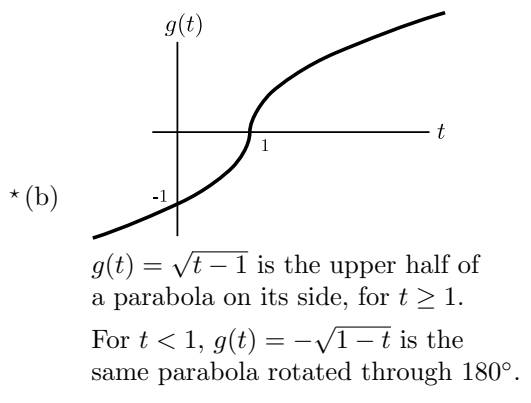 g(t)
t
1
-1
*(b)
g(t) = √(t − 1) is the upper half of
a parabola on its side, for t ≥ 1.
For t < 1, g(t) = −√(1 − t) is the
same parabola rotated through 180°.